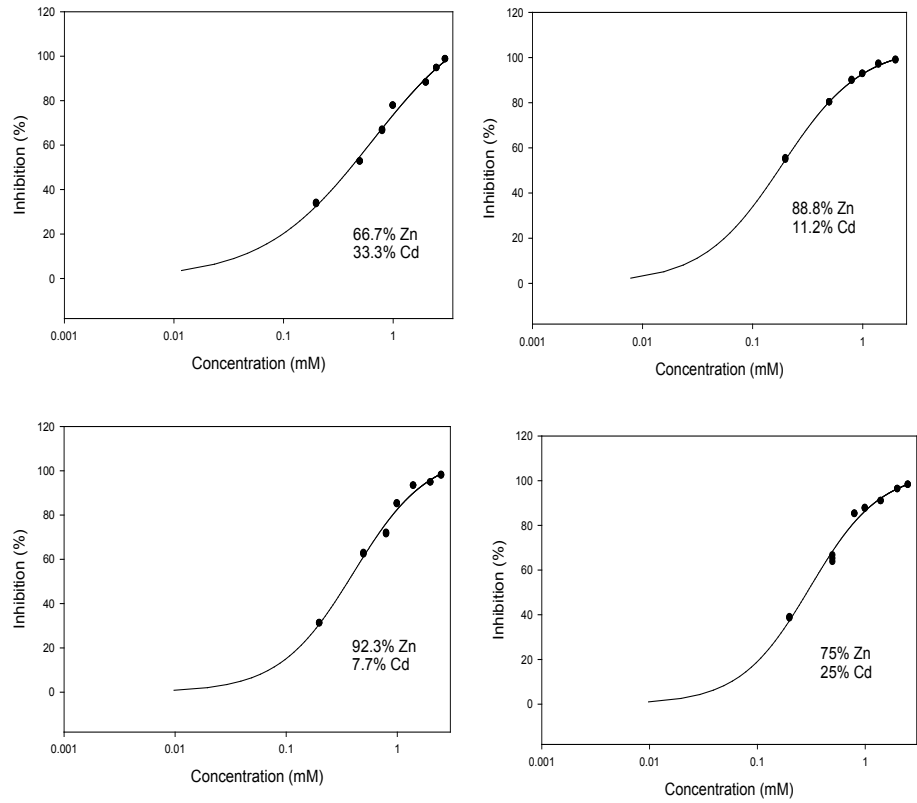 120
100
80
60
40
20
0
Inhibition (%)
66.7% Zn
33.3% Cd
0.001 0.01 0.1 1
Concentration (mM)
120
100
80
60
40
20
0
Inhibition (%)
88.8% Zn
11.2% Cd
0.001 0.01 0.1 1
Concentration (mM)
120
100
80
60
40
20
0
Inhibition (%)
92.3% Zn
7.7% Cd
0.001 0.01 0.1 1
Concentration (mM)
120
100
80
60
40
20
0
Inhibition (%)
75% Zn
25% Cd
0.001 0.01 0.1 1
Concentration (mM)